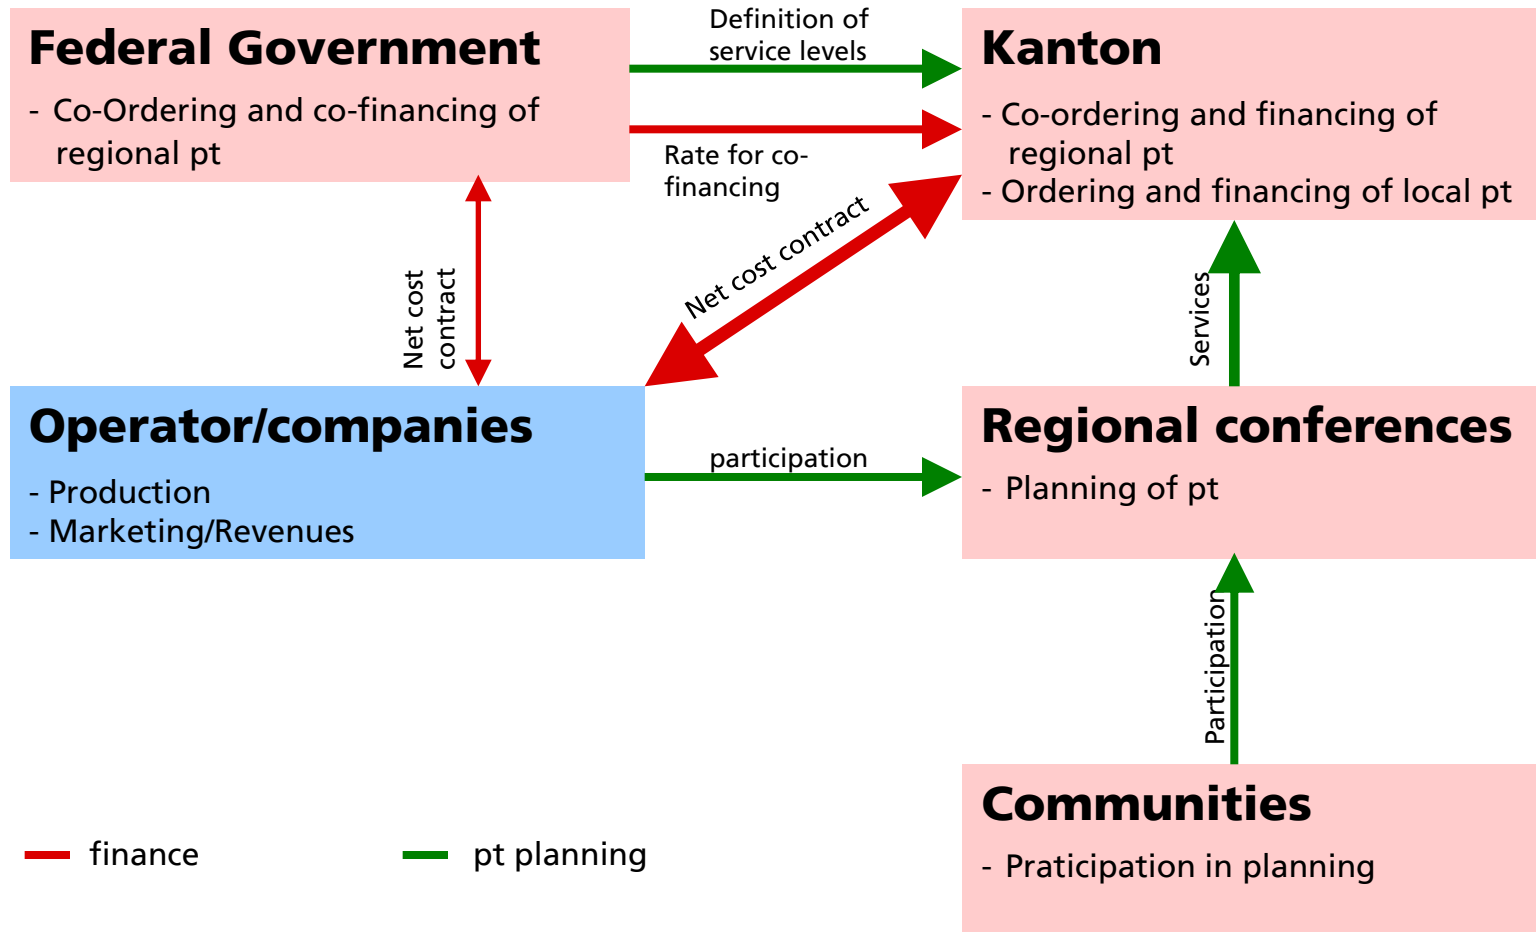 Federal Government
- Co-Ordering and co-financing of
regional pt
Definition of
service levels
Rate for co-
financing
Kanton
- Co-ordering and financing of
regional pt
- Ordering and financing of local pt
Net cost
contract
Net cost contract
Services
Operator/companies
- Production
- Marketing/Revenues
participation
Regional conferences
- Planning of pt
Participation
Communities
- Praticipation in planning
finance
pt planning